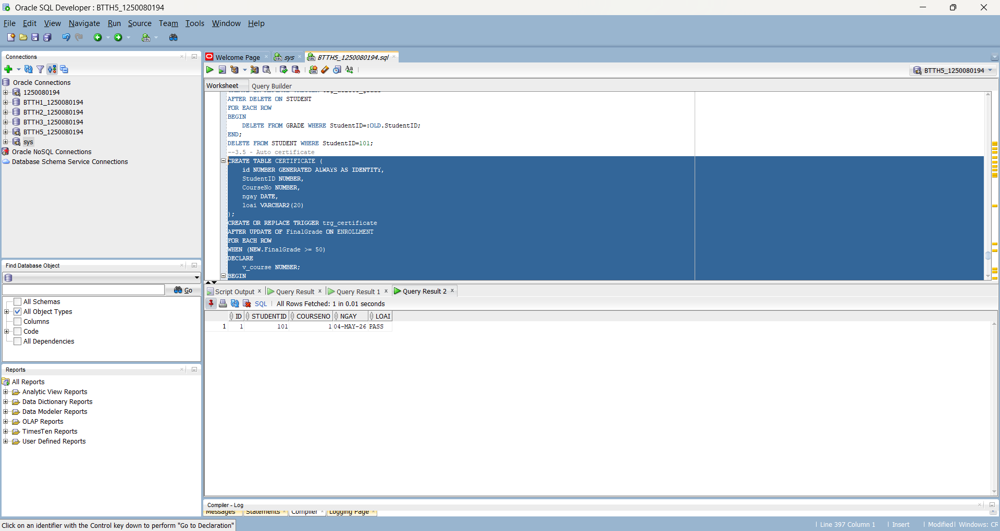 Oracle SQL Developer : BTTH5_1250080194
File Edit View Navigate Run Source Team Tools Window Help
Connections
Oracle Connections
1250080194
BTTH1_1250080194
BTTH2_1250080194
BTTH3_1250080194
BTTH5_1250080194
sys
Oracle NoSQL Connections
Database Schema Service Connections
Find Database Object
Go
All Schemas
All Object Types
Columns
Code
All Dependencies
Reports
All Reports
Analytic View Reports
Data Dictionary Reports
Data Modeler Reports
OLAP Reports
TimesTen Reports
User Defined Reports
Welcome Page sys BTTH5_1250080194.sql
BTTH5_1250080194
Worksheet Query Builder
AFTER DELETE ON STUDENT
FOR EACH ROW
BEGIN
DELETE FROM GRADE WHERE StudentID=:OLD.StudentID;
END;
DELETE FROM STUDENT WHERE StudentID=101;
--3.5 - Auto certificate
CREATE TABLE CERTIFICATE (
id NUMBER GENERATED ALWAYS AS IDENTITY,
StudentID NUMBER,
CourseNo NUMBER,
ngay DATE,
loai VARCHAR2(20)
);
CREATE OR REPLACE TRIGGER trg_certificate
AFTER UPDATE OF FinalGrade ON ENROLLMENT
FOR EACH ROW
WHEN (NEW.FinalGrade >= 50)
DECLARE
v_course NUMBER;
BEGIN
Script Output Query Result Query Result 1 Query Result 2
SQL All Rows Fetched: 1 in 0.01 seconds
ID STUDENTID COURSENO NGAY LOAI
1 1 101 1 04-MAY-26 PASS
Compiler - Log
Messages Statements Compiler Logging Page
Click on an identifier with the Control key down to perform "Go to Declaration"
Line 397 Column 1 Insert Modified Windows: CR